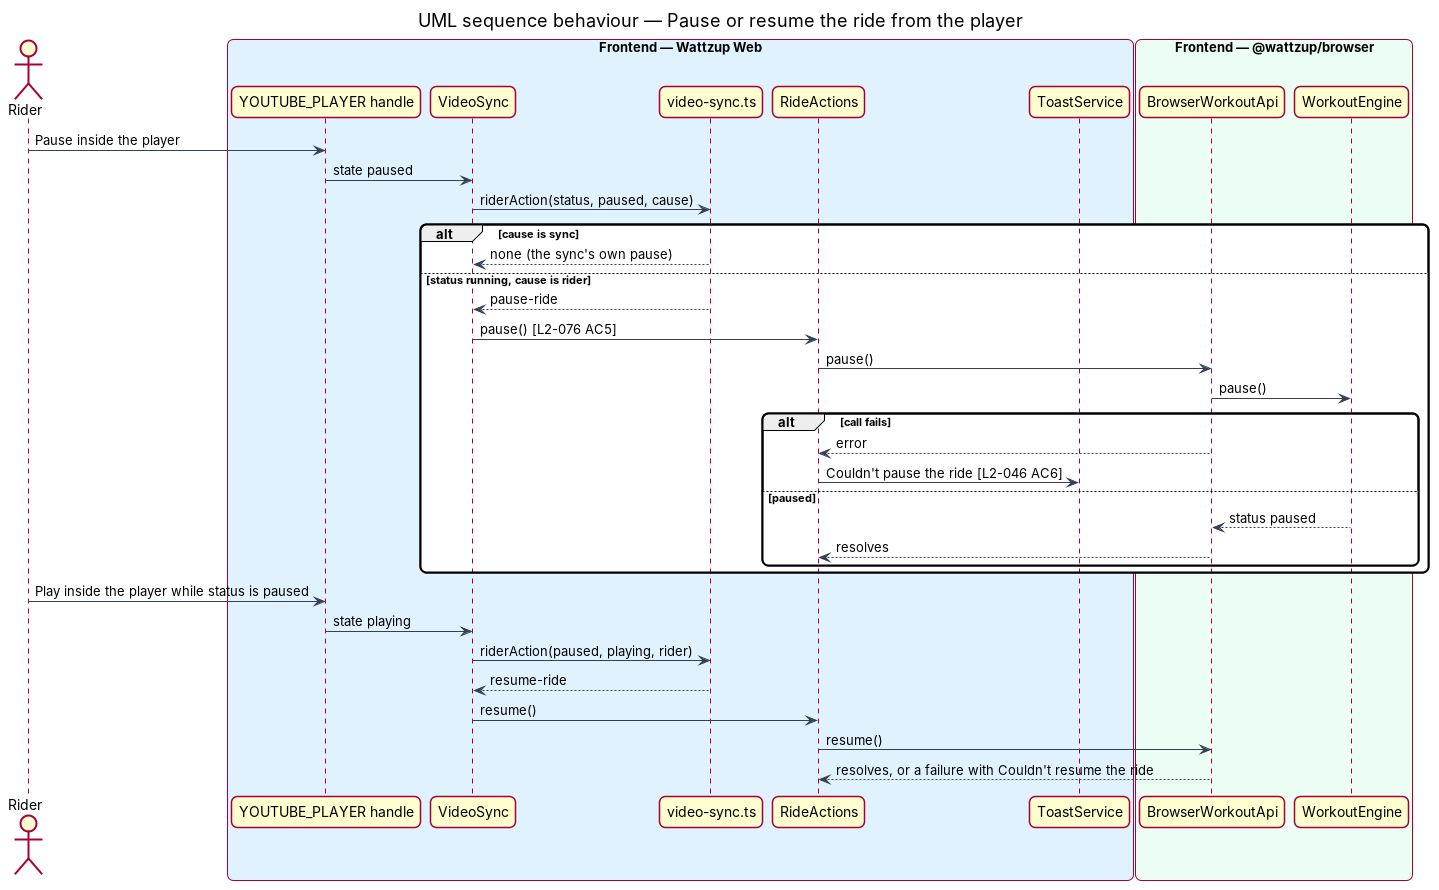 UML sequence behaviour — Pause or resume the ride from the player
Frontend — Wattzup Web
Frontend — @wattzup/browser
Rider
YOUTUBE_PLAYER handle
VideoSync
video-sync.ts
RideActions
ToastService
BrowserWorkoutApi
WorkoutEngine
Pause inside the player
state paused
riderAction(status, paused, cause)
alt
[cause is sync]
none (the sync's own pause)
[status running, cause is rider]
pause-ride
pause() [L2-076 AC5]
pause()
pause()
alt
[call fails]
error
Couldn't pause the ride [L2-046 AC6]
[paused]
status paused
resolves
Play inside the player while status is paused
state playing
riderAction(paused, playing, rider)
resume-ride
resume()
resume()
resolves, or a failure with Couldn't resume the ride
Rider
YOUTUBE_PLAYER handle
VideoSync
video-sync.ts
RideActions
ToastService
BrowserWorkoutApi
WorkoutEngine